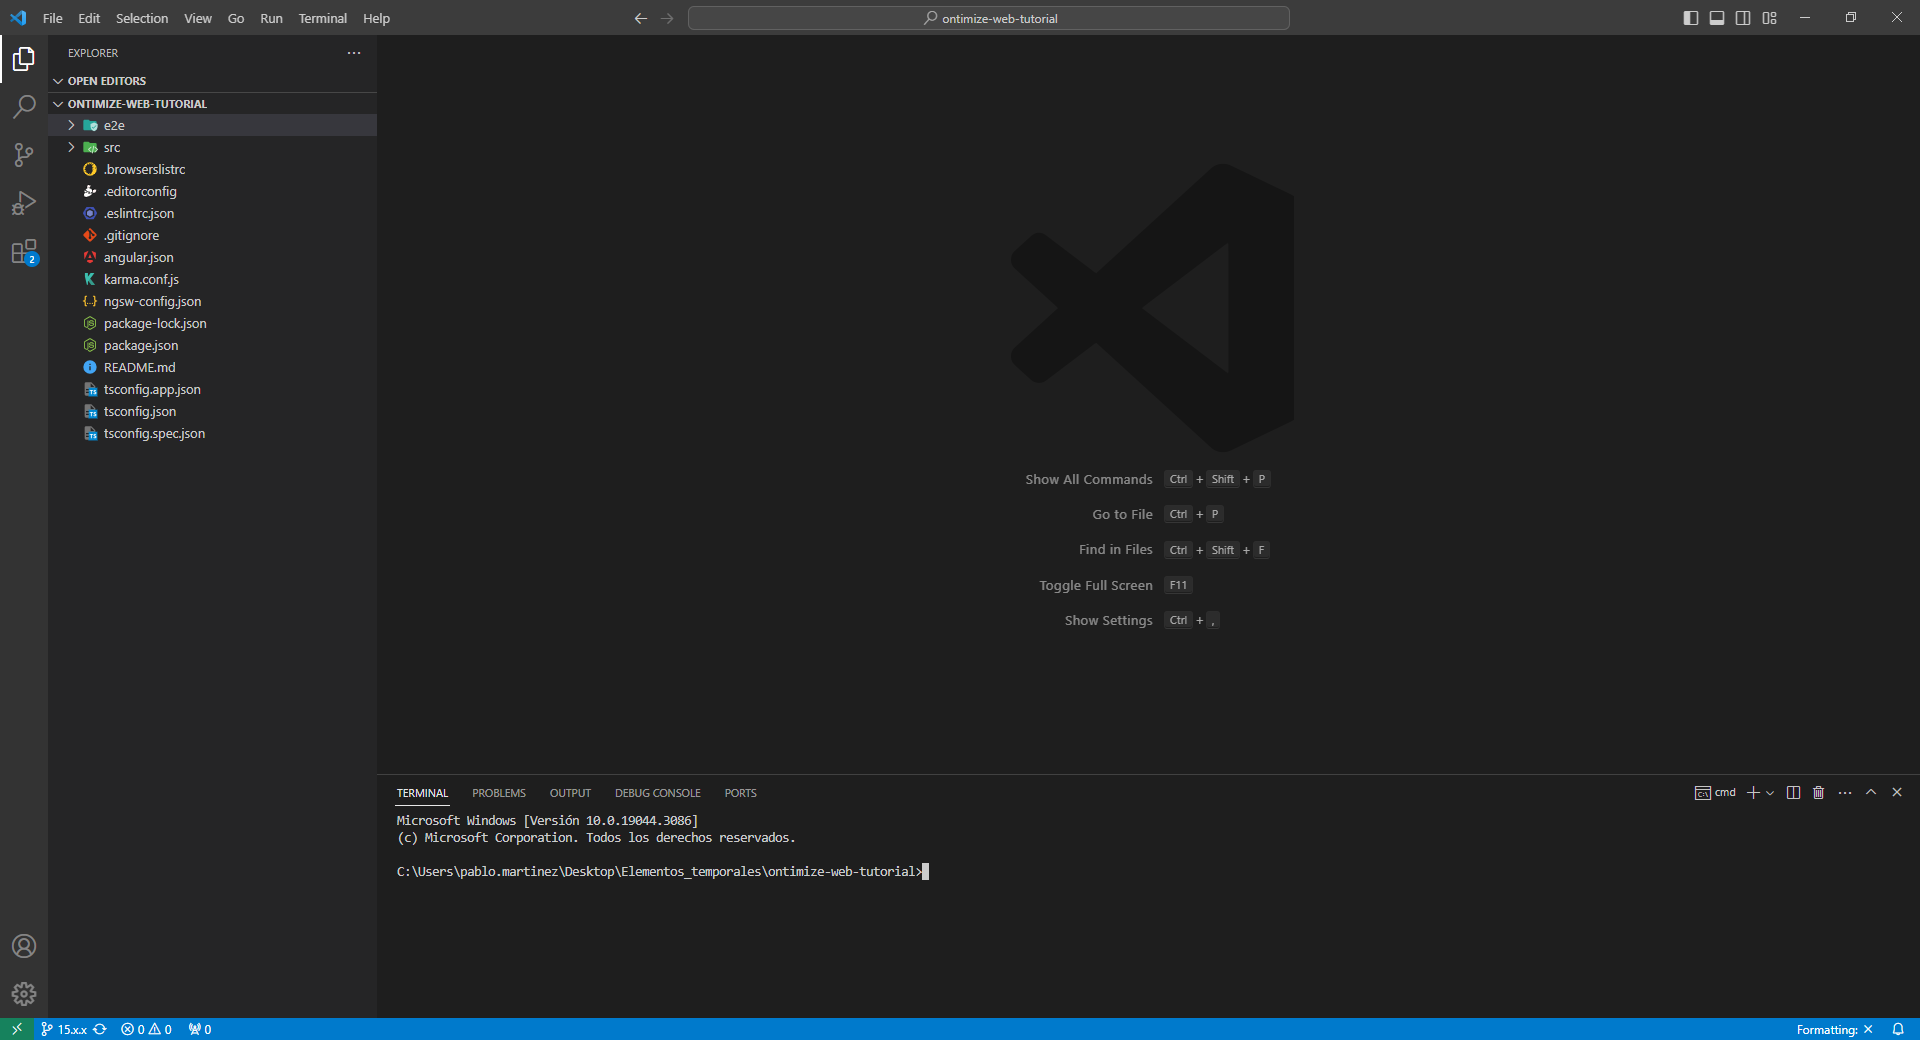 File Edit Selection View Go Run Terminal Help
ontimize-web-tutorial
EXPLORER
OPEN EDITORS
ONTIMIZE-WEB-TUTORIAL
e2e
src
.browserslistrc
.editorconfig
.eslintrc.json
.gitignore
angular.json
karma.conf.js
ngsw-config.json
package-lock.json
package.json
README.md
tsconfig.app.json
tsconfig.json
tsconfig.spec.json
2
Show All Commands Ctrl + Shift + P
Go to File Ctrl + P
Find in Files Ctrl + Shift + F
Toggle Full Screen F11
Show Settings Ctrl + ,
TERMINAL PROBLEMS OUTPUT DEBUG CONSOLE PORTS
cmd
Microsoft Windows [Versión 10.0.19044.3086]
(c) Microsoft Corporation. Todos los derechos reservados.
C:\Users\pablo.martinez\Desktop\Elementos_temporales\ontimize-web-tutorial>
15.x.x 0 0 0
Formatting: ×